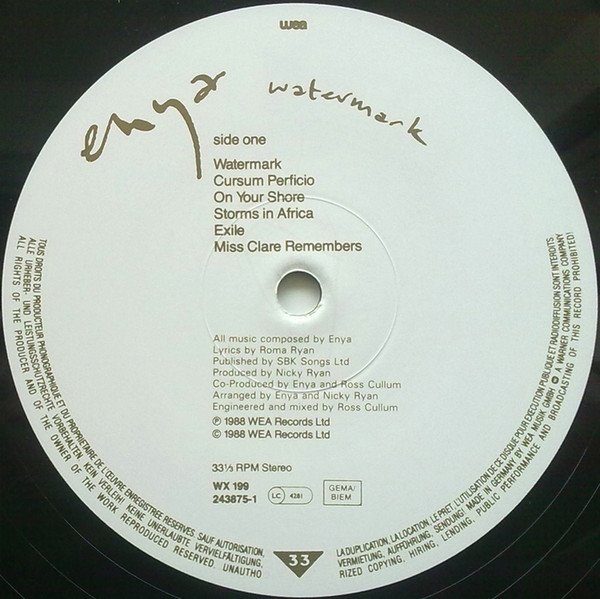 wea
enya
watermark
side one
Watermark
Cursum Perficio
On Your Shore
Storms in Africa
Exile
Miss Clare Remembers
All music composed by Enya
Lyrics by Roma Ryan
Published by SBK Songs Ltd
Produced by Nicky Ryan
Co-Produced by Enya and Ross Cullum
Arranged by Enya and Nicky Ryan
Engineered and mixed by Ross Cullum
℗ 1988 WEA Records Ltd
© 1988 WEA Records Ltd
33⅓ RPM Stereo
WX 199
243875-1
LC 4281
GEMA/
BIEM
33
TOUS DROITS DU PRODUCTEUR PHONOGRAPHIQUE ET DU PROPRIETAIRE DE L'ŒUVRE ENREGISTREE RESERVES. SAUF AUTORISATION, LA DUPLICATION, LA LOCATION, LE PRET, L'UTILISATION DE CE DISQUE POUR EXECUTION PUBLIQUE ET RADIODIFFUSION SONT INTERDITS
ALLE URHEBER UND LEISTUNGSSCHUTZRECHTE VORBEHALTEN KEIN VERLEIH! KEINE UNERLAUBTE VERVIELFÄLTIGUNG, VERMIETUNG, AUFFÜHRUNG, SENDUNG! MADE IN GERMANY BY WEA MUSIK GMBH A WARNER COMMUNICATIONS COMPANY
ALL RIGHTS OF THE PRODUCER AND OF THE OWNER OF THE WORK REPRODUCED RESERVED, UNAUTHORIZED COPYING, HIRING, LENDING, PUBLIC PERFORMANCE AND BROADCASTING OF THIS RECORD PROHIBITED!